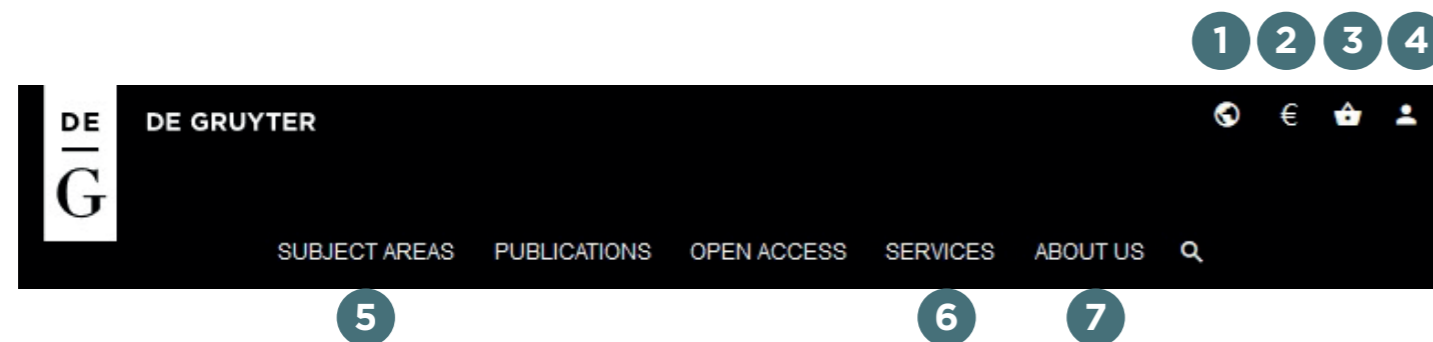 1 2 3 4
DE
G
DE GRUYTER
€
SUBJECT AREAS PUBLICATIONS OPEN ACCESS SERVICES ABOUT US
5 6 7